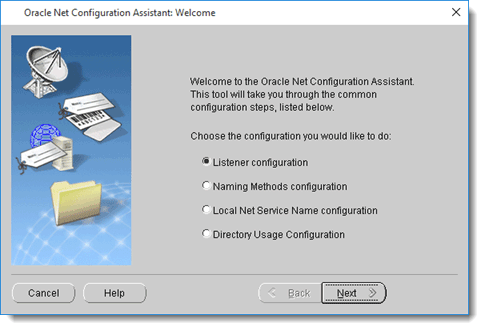 Oracle Net Configuration Assistant: Welcome
Welcome to the Oracle Net Configuration Assistant.
This tool will take you through the common
configuration steps, listed below.
Choose the configuration you would like to do:
Listener configuration
Naming Methods configuration
Local Net Service Name configuration
Directory Usage Configuration
Cancel Help Back Next